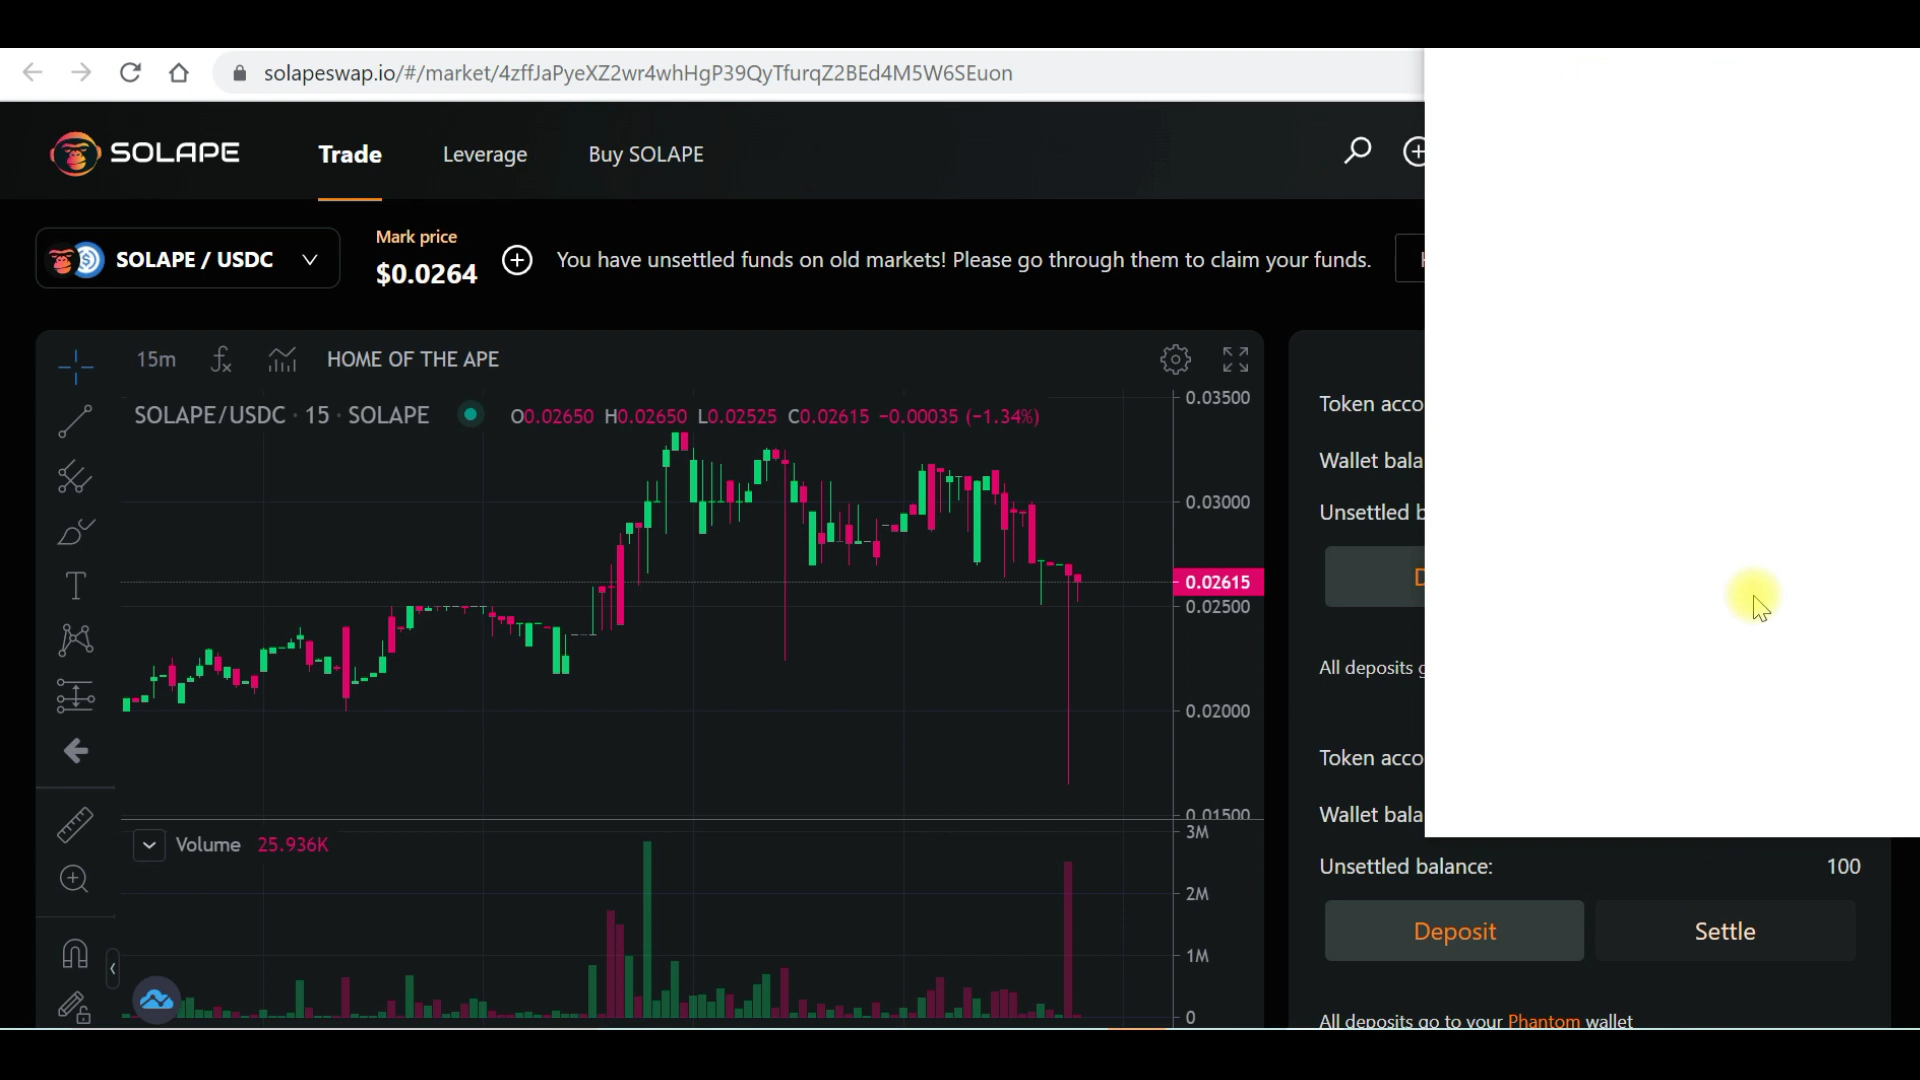 solapeswap.io/#/market/4zffJaPyeXZ2wr4whHgP39QyTfurqZ2BEd4M5W6SEuon
SOLAPE Trade Leverage Buy SOLAPE
SOLAPE / USDC
Mark price
$0.0264
You have unsettled funds on old markets! Please go through them to claim your funds.
15m fx HOME OF THE APE
SOLAPE/USDC · 15 · SOLAPE O0.02650 H0.02650 L0.02525 C0.02615 -0.00035 (-1.34%)
0.03500
0.03000
0.02615
0.02500
0.02000
0.01500
Volume 25.936K
3M
2M
1M
0
Token acco
Wallet bala
Unsettled b
D
All deposits g
Token acco
Wallet bala
Unsettled balance: 100
Deposit Settle
All deposits go to your Phantom wallet